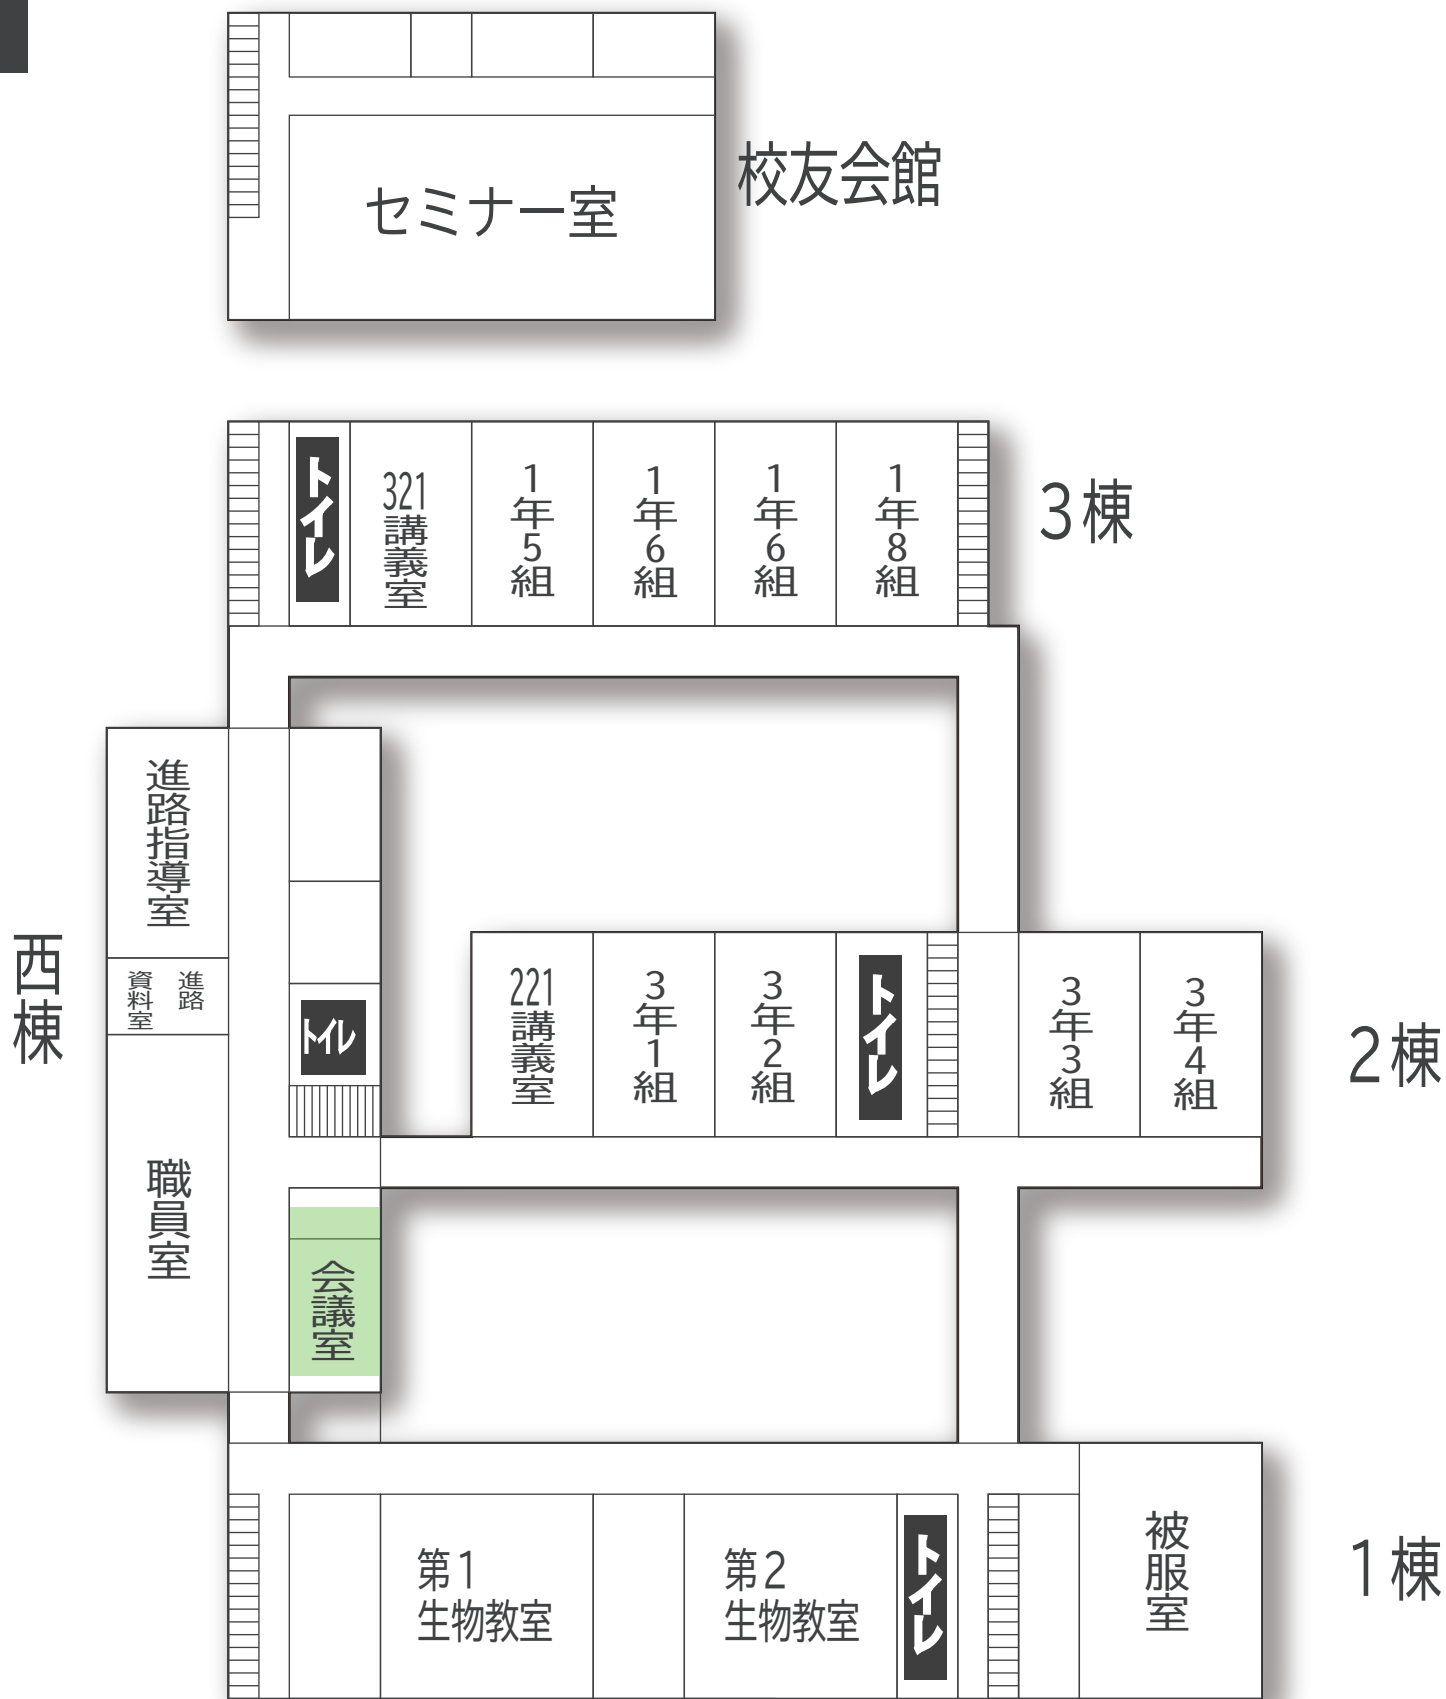 セミナー室
校友会館
トイレ
321講義室
1年5組
1年6組
1年6組
1年8組
3棟
進路指導室
進路
資料室
職員室
西棟
トイレ
会議室
221講義室
3年1組
3年2組
トイレ
3年3組
3年4組
2棟
第1
生物教室
第2
生物教室
トイレ
被服室
1棟